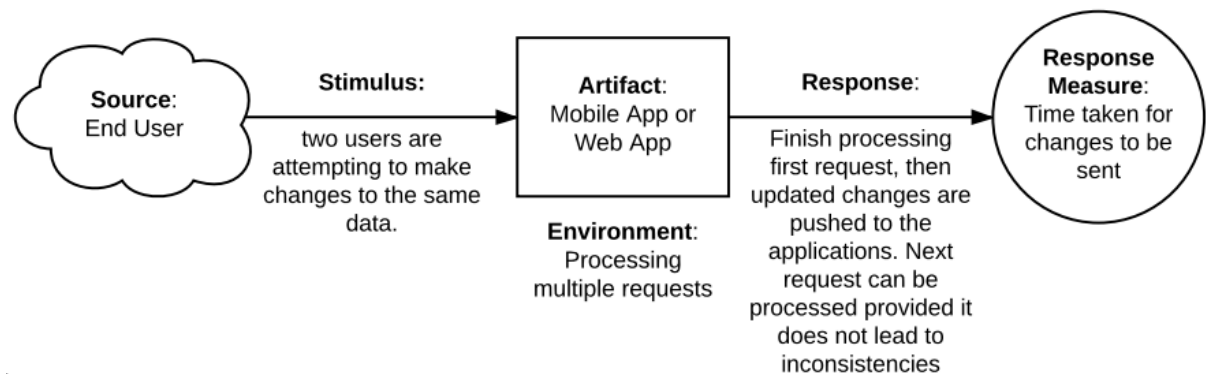 Source:
End User
Stimulus:
two users are
attempting to make
changes to the same
data.
Artifact:
Mobile App or
Web App
Environment:
Processing
multiple requests
Response:
Finish processing
first request, then
updated changes are
pushed to the
applications. Next
request can be
processed provided it
does not lead to
inconsistencies
Response
Measure:
Time taken for
changes to be
sent